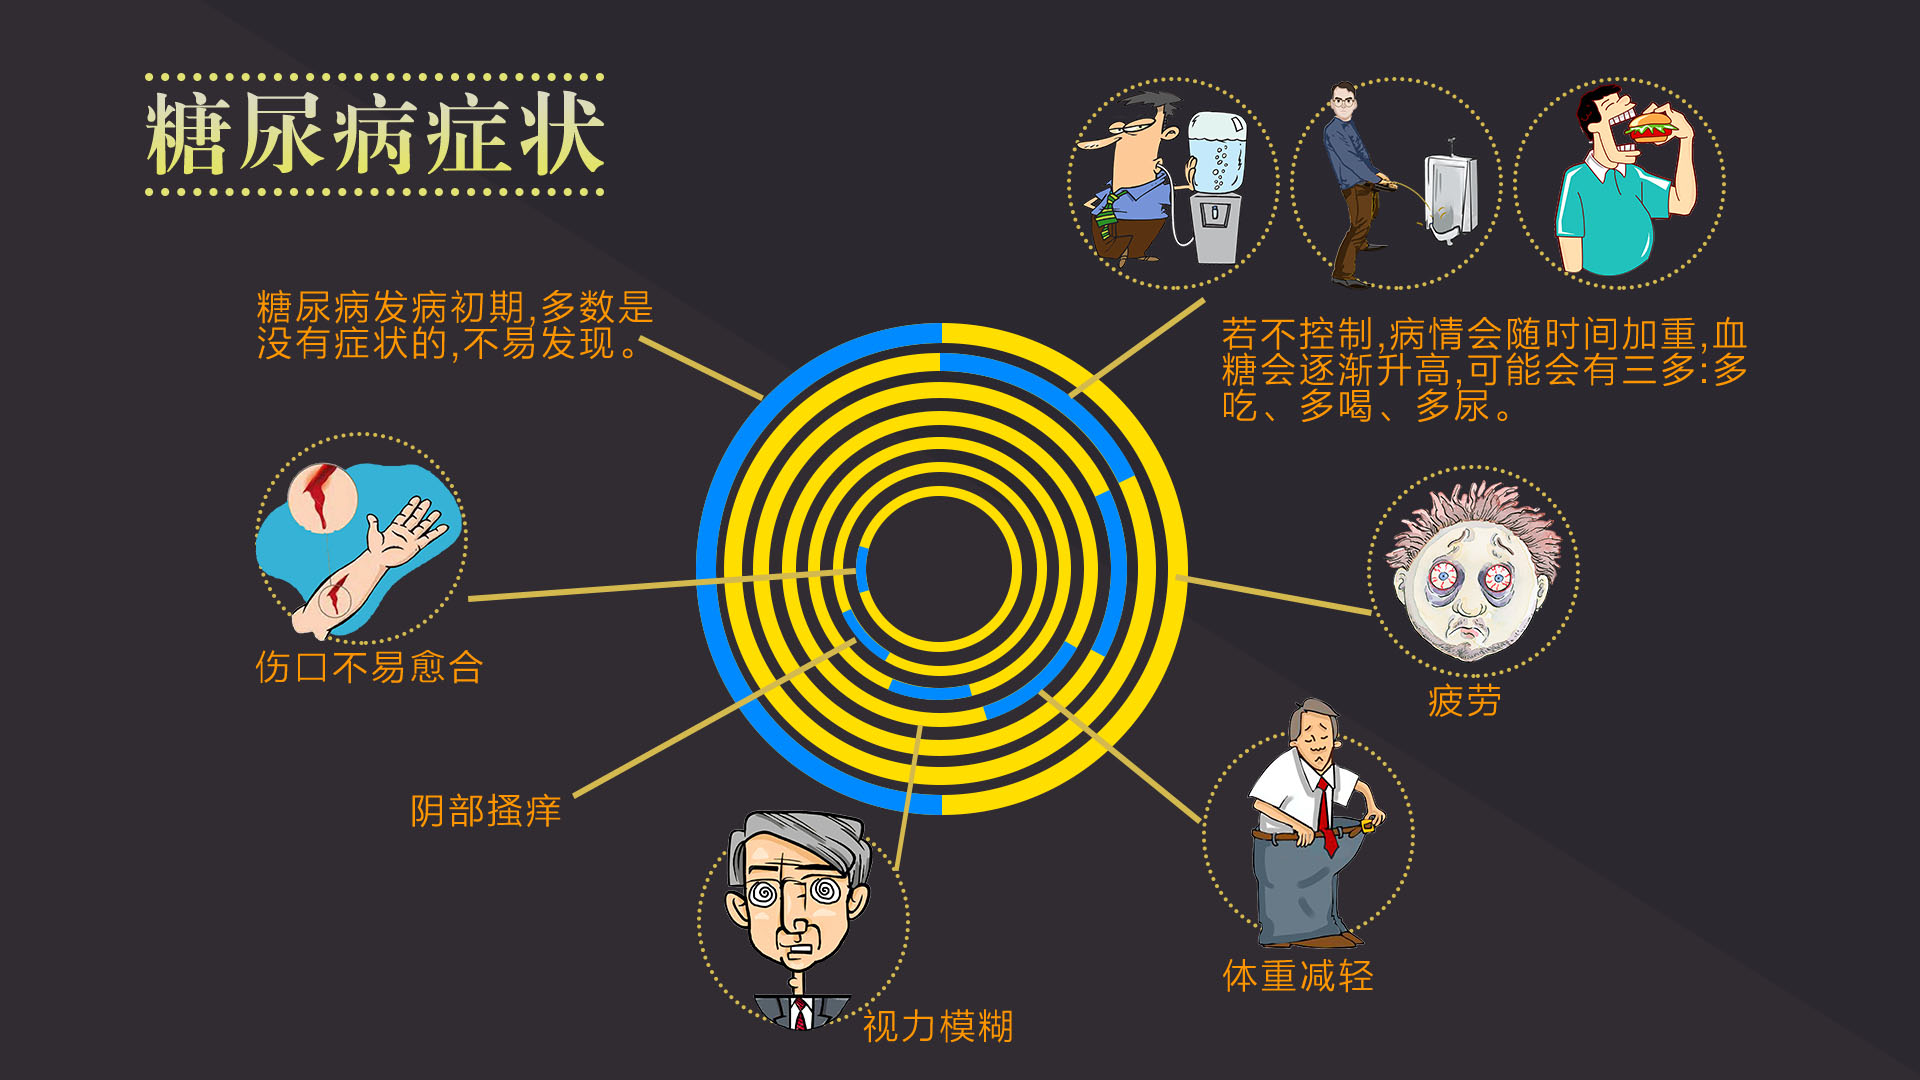 糖尿病症状
糖尿病发病初期,多数是
没有症状的,不易发现。
若不控制,病情会随时间加重,血
糖会逐渐升高,可能会有三多:多
吃、多喝、多尿。
伤口不易愈合
疲劳
阴部搔痒
体重减轻
视力模糊